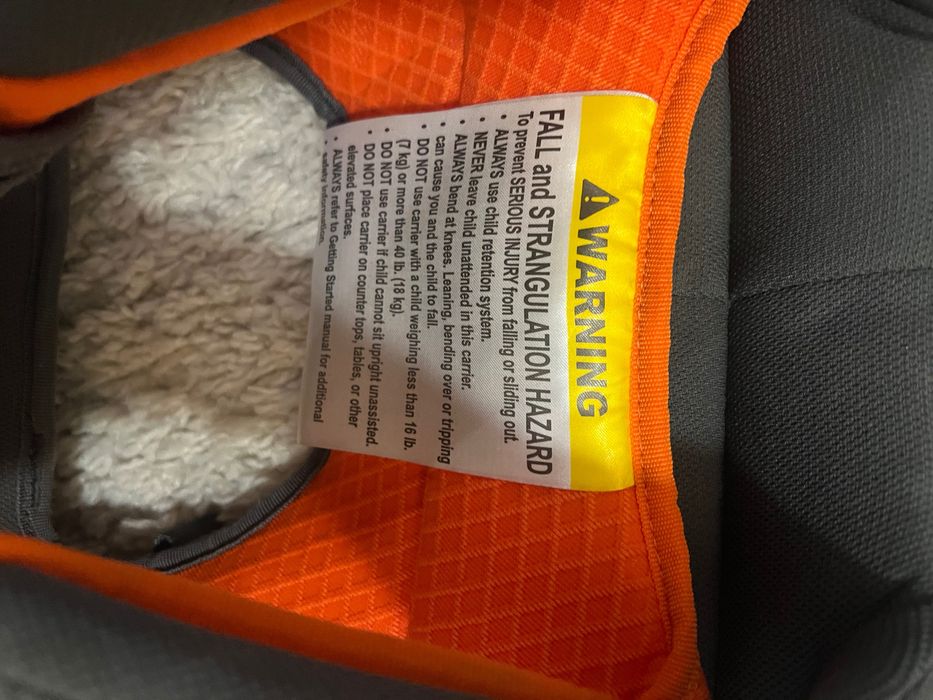 WARNING
FALL and STRANGULATION HAZARD
To prevent SERIOUS INJURY from falling or sliding out.
• ALWAYS use child retention system.
• NEVER leave child unattended in this carrier.
• ALWAYS bend at knees. Leaning, bending over or tripping
• can cause you and the child to fall.
• DO NOT use carrier with a child weighing less than 16 lb.
(7 kg) or more than 40 lb. (18 kg).
• DO NOT use carrier if child cannot sit upright unassisted.
• DO NOT place carrier on counter tops, tables, or other
elevated surfaces.
• ALWAYS refer to Getting Started manual for additional
• safety information.